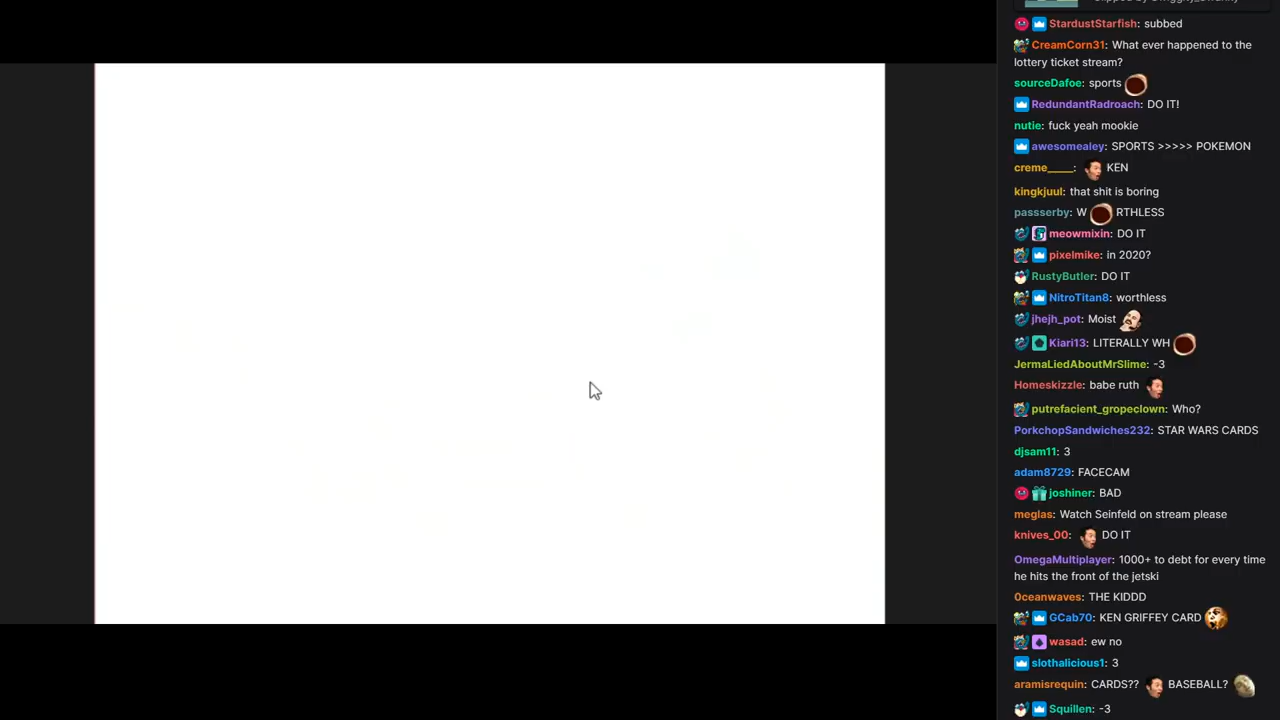 StardustStarfish: subbed
CreamCorn31: What ever happened to the
lottery ticket stream?
sourceDafoe: sports
RedundantRadroach: DO IT!
nutie: fuck yeah mookie
awesomealey: SPORTS >>>>> POKEMON
creme_____: KEN
kingkjuul: that shit is boring
passserby: W RTHLESS
meowmixin: DO IT
pixelmike: in 2020?
RustyButler: DO IT
NitroTitan8: worthless
jhejh_pot: Moist
Kiari13: LITERALLY WH
JermaLiedAboutMrSlime: -3
Homeskizzle: babe ruth
putrefacient_gropeclown: Who?
PorkchopSandwiches232: STAR WARS CARDS
djsam11: 3
adam8729: FACECAM
joshiner: BAD
meglas: Watch Seinfeld on stream please
knives_00: DO IT
OmegaMultiplayer: 1000+ to debt for every time
he hits the front of the jetski
0ceanwaves: THE KIDDD
GCab70: KEN GRIFFEY CARD
wasad: ew no
slothalicious1: 3
aramisrequin: CARDS?? BASEBALL?
Squillen: -3